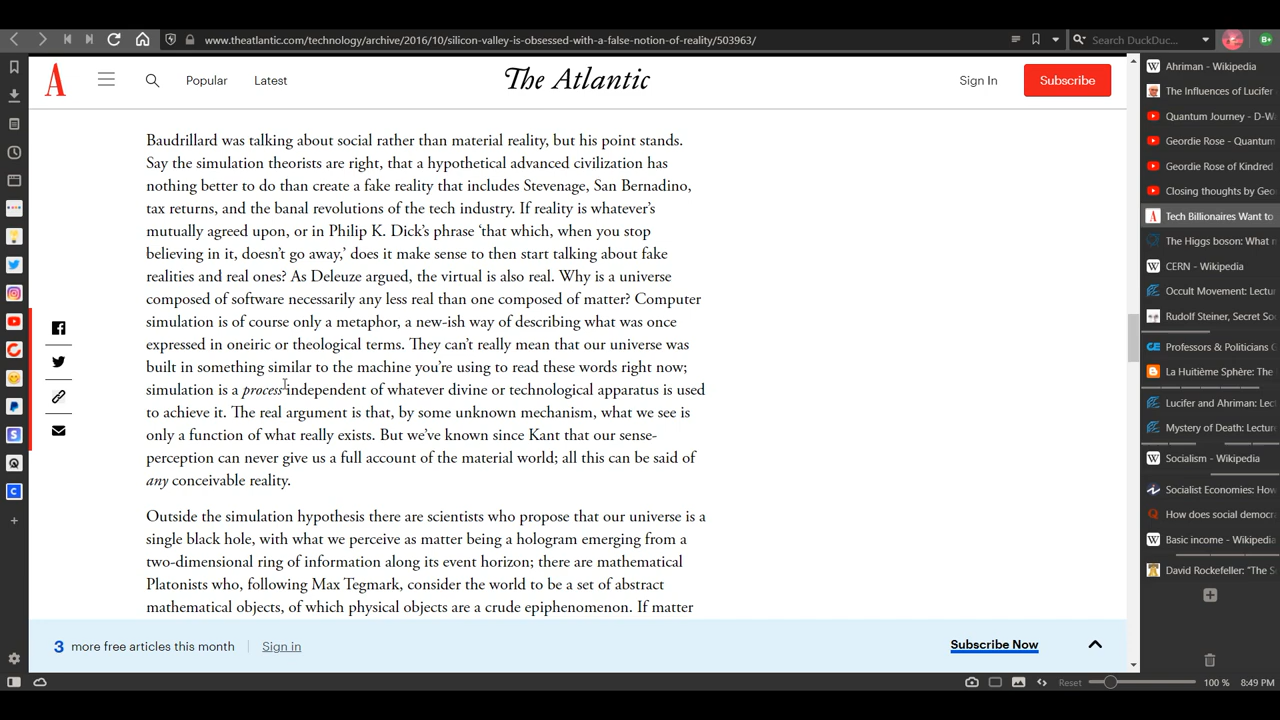 www.theatlantic.com/technology/archive/2016/10/silicon-valley-is-obsessed-with-a-false-notion-of-reality/503963/
Search DuckDuc
Popular
Latest
The Atlantic
Sign In
Subscribe
Baudrillard was talking about social rather than material reality, but his point stands.
Say the simulation theorists are right, that a hypothetical advanced civilization has
nothing better to do than create a fake reality that includes Stevenage, San Bernadino,
tax returns, and the banal revolutions of the tech industry. If reality is whatever's
mutually agreed upon, or in Philip K. Dick's phrase 'that which, when you stop
believing in it, doesn't go away,' does it make sense to then start talking about fake
realities and real ones? As Deleuze argued, the virtual is also real. Why is a universe
composed of software necessarily any less real than one composed of matter? Computer
simulation is of course only a metaphor, a new-ish way of describing what was once
expressed in oneiric or theological terms. They can't really mean that our universe was
built in something similar to the machine you're using to read these words right now;
simulation is a process independent of whatever divine or technological apparatus is used
to achieve it. The real argument is that, by some unknown mechanism, what we see is
only a function of what really exists. But we've known since Kant that our sense-
perception can never give us a full account of the material world; all this can be said of
any conceivable reality.
Outside the simulation hypothesis there are scientists who propose that our universe is a
single black hole, with what we perceive as matter being a hologram emerging from a
two-dimensional ring of information along its event horizon; there are mathematical
Platonists who, following Max Tegmark, consider the world to be a set of abstract
mathematical objects, of which physical objects are a crude epiphenomenon. If matter
3 more free articles this month
Sign in
Subscribe Now
Ahriman - Wikipedia
The Influences of Lucifer
Quantum Journey - D-W
Geordie Rose - Quantum
Geordie Rose of Kindred
Closing thoughts by Geo
Tech Billionaires Want to
The Higgs boson: What n
CERN - Wikipedia
Occult Movement: Lectur
Rudolf Steiner, Secret So
Professors & Politicians
La Huitième Sphère: The
Lucifer and Ahriman: Lec
Mystery of Death: Lecture
Socialism - Wikipedia
Socialist Economies: How
How does social democr
Basic income - Wikipedia
David Rockefeller: "The S
Reset
100 %
8:49 PM